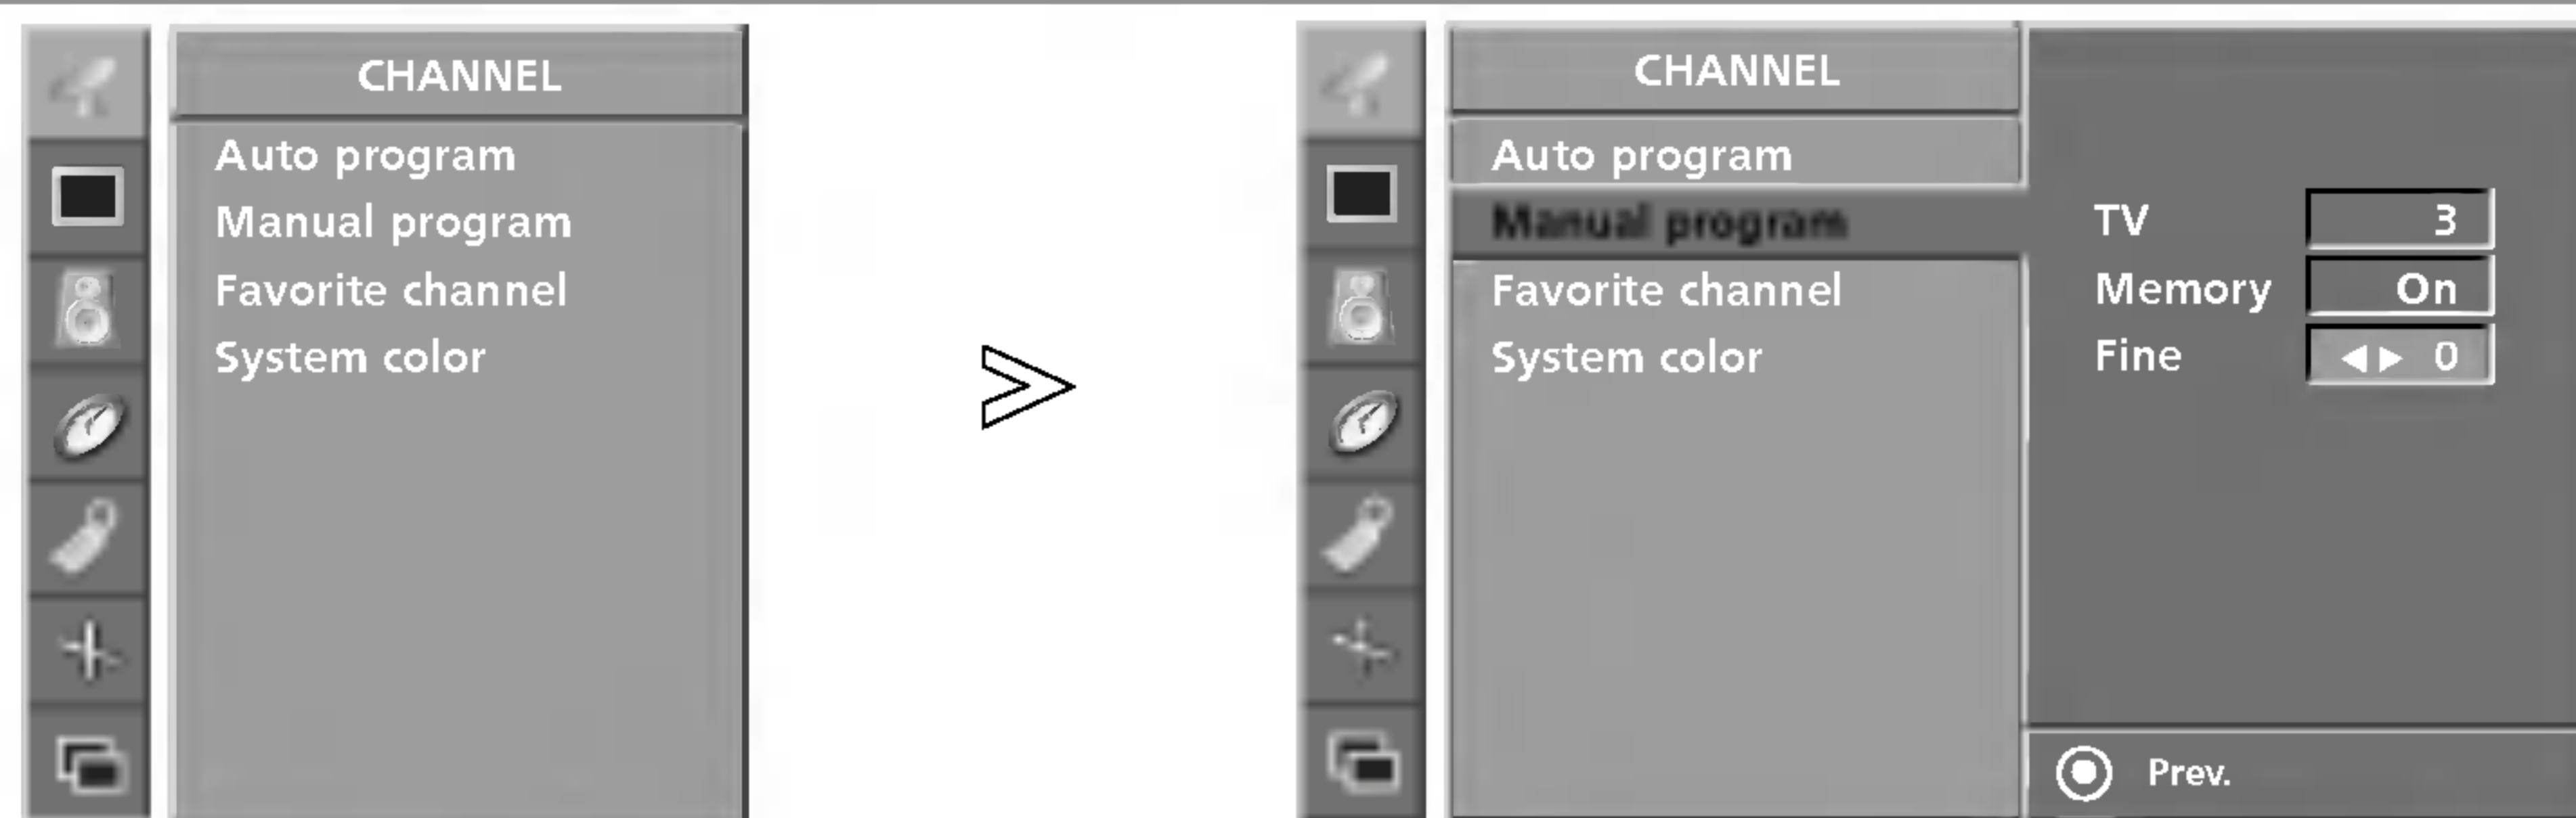 CHANNEL
Auto program
Manual program
Favorite channel
System color
CHANNEL
Auto program
Manual program
Favorite channel
System color
TV 3
Memory On
Fine ◀ ▶ 0
Prev.